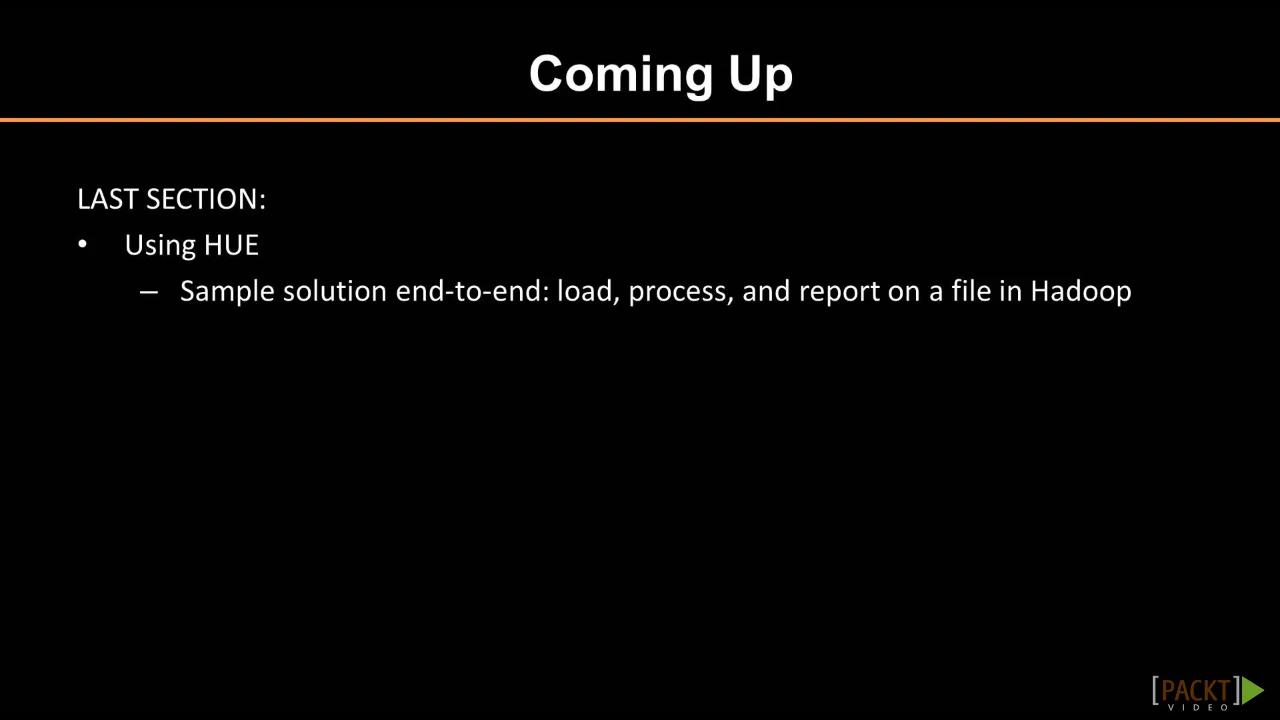 Coming Up
LAST SECTION:
• Using HUE
– Sample solution end-to-end: load, process, and report on a file in Hadoop
[PACKT]
VIDEO